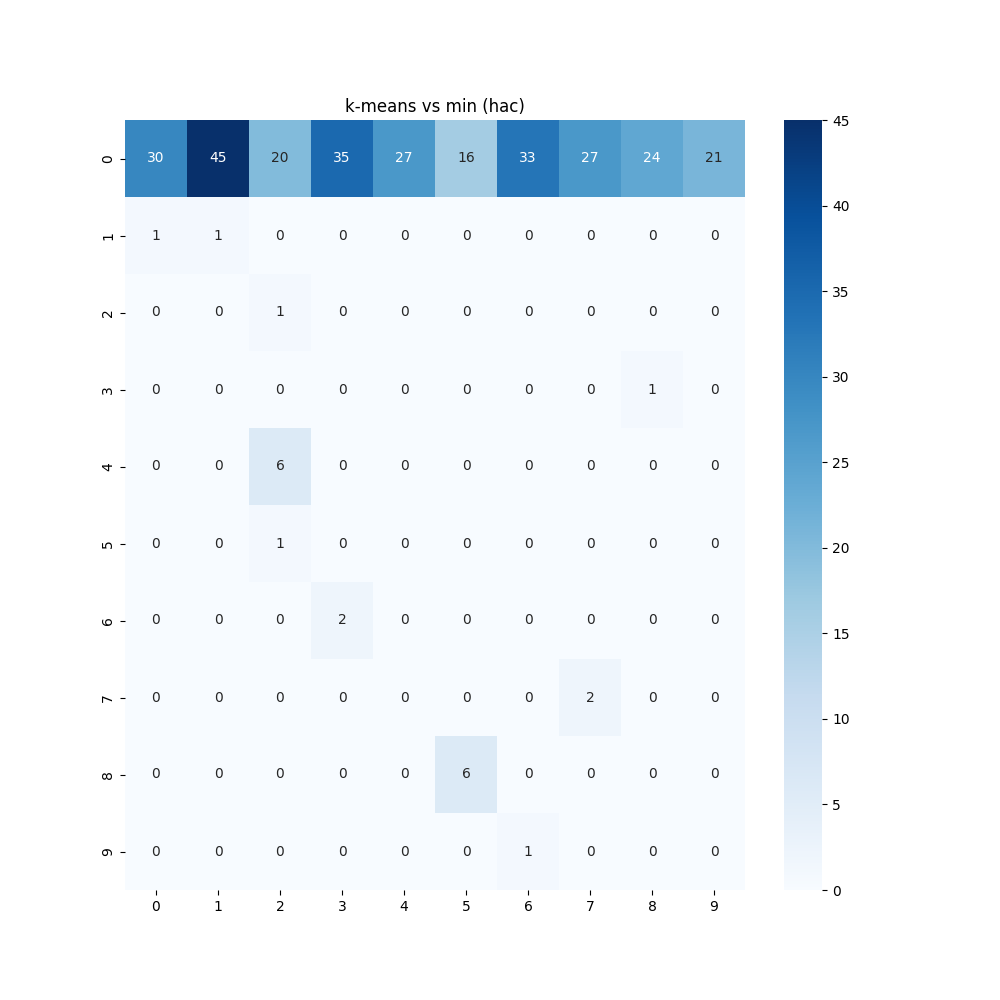 k-means vs min (hac)
0 30 45 20 35 27 16 33 27 24 21
1 1 1 0 0 0 0 0 0 0 0
2 0 0 1 0 0 0 0 0 0 0
3 0 0 0 0 0 0 0 0 1 0
4 0 0 6 0 0 0 0 0 0 0
5 0 0 1 0 0 0 0 0 0 0
6 0 0 0 2 0 0 0 0 0 0
7 0 0 0 0 0 0 0 2 0 0
8 0 0 0 0 0 6 0 0 0 0
9 0 0 0 0 0 0 1 0 0 0
0 1 2 3 4 5 6 7 8 9
45
40
35
30
25
20
15
10
5
0